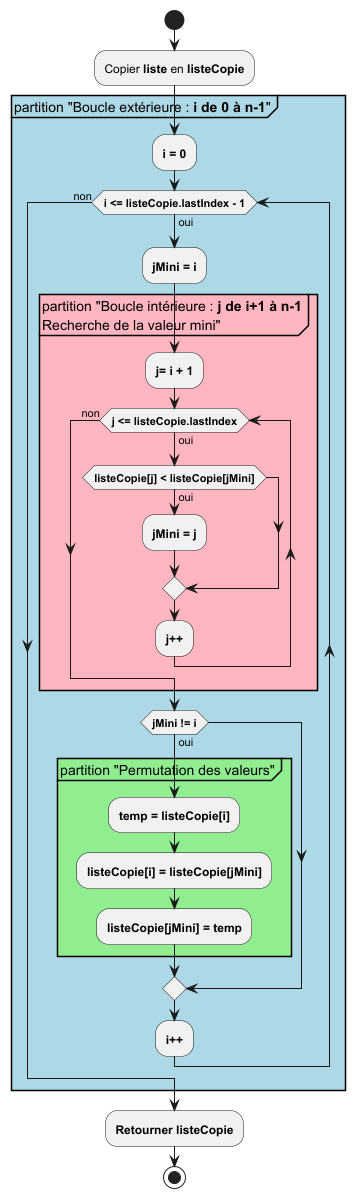 Copier liste en listeCopie
partition "Boucle extérieure : i de 0 à n-1"
i = 0
non
i <= listeCopie.lastIndex - 1
oui
jMini = i
partition "Boucle intérieure : j de i+1 à n-1
Recherche de la valeur mini"
j= i + 1
non
j <= listeCopie.lastIndex
oui
listeCopie[j] < listeCopie[jMini]
oui
jMini = j
j++
jMini != i
oui
partition "Permutation des valeurs"
temp = listeCopie[i]
listeCopie[i] = listeCopie[jMini]
listeCopie[jMini] = temp
i++
Retourner listeCopie